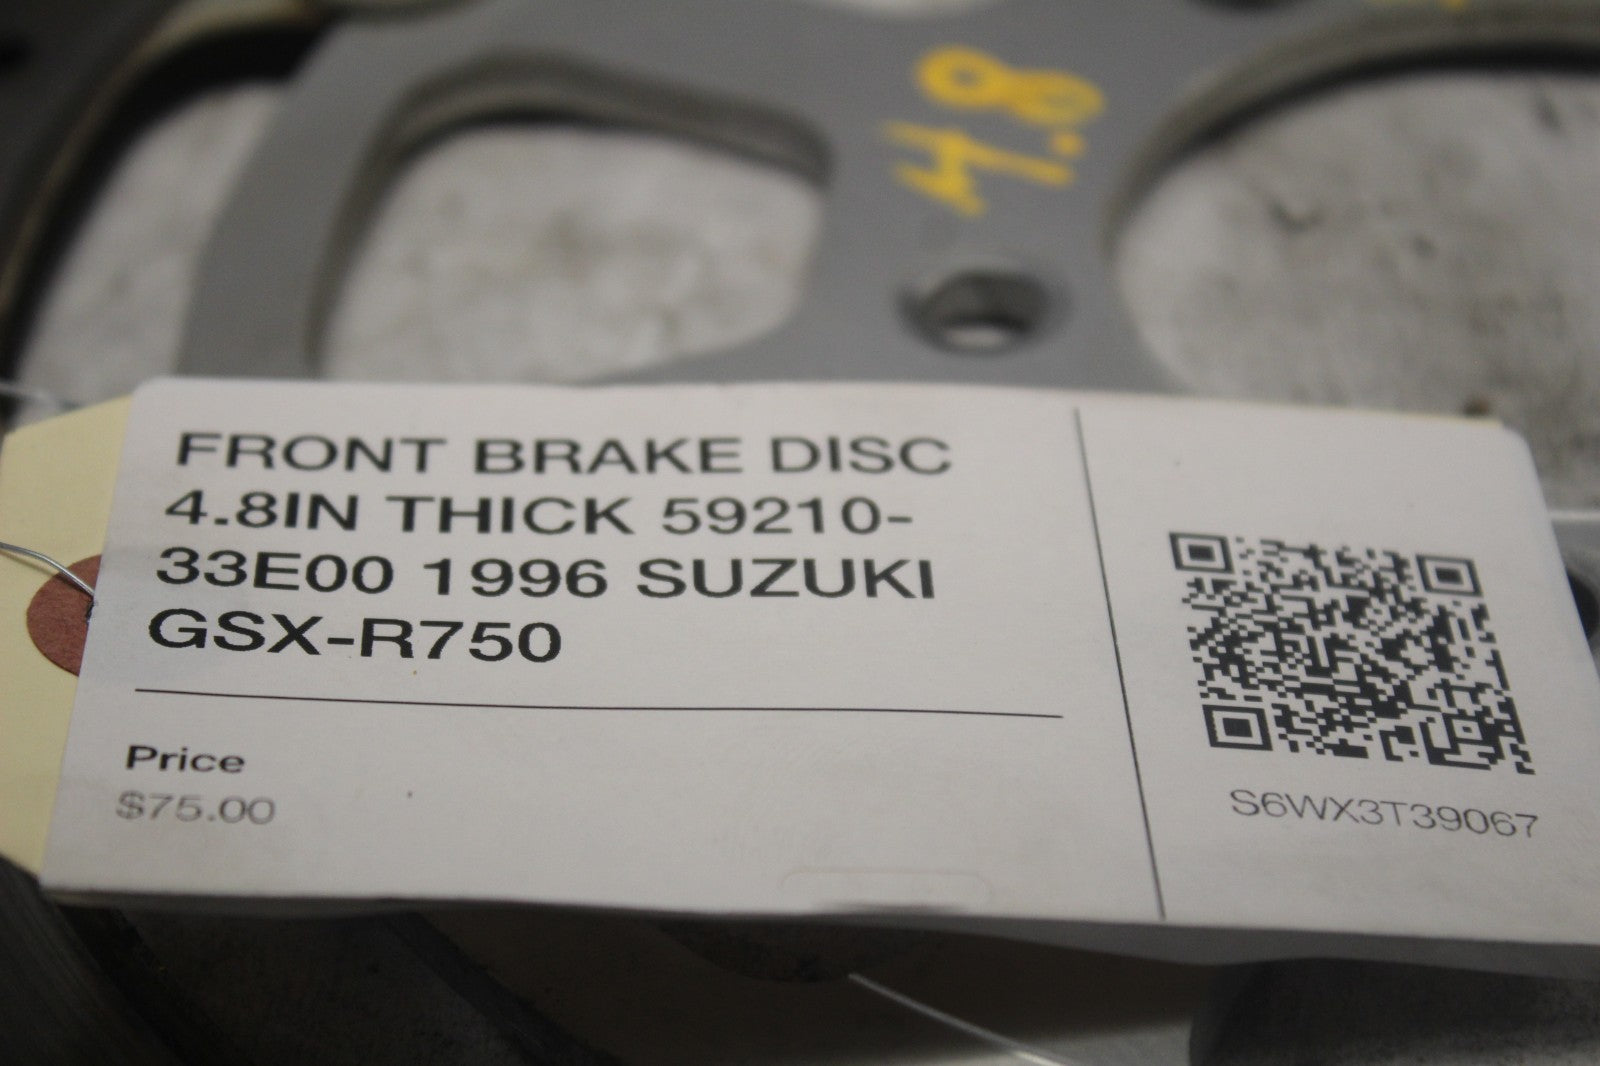 4.8
FRONT BRAKE DISC
4.8IN THICK 59210-
33E00 1996 SUZUKI
GSX-R750
Price
$75.00
S6WX3T39067